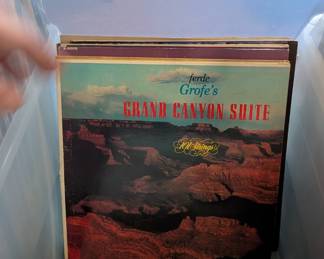 ferde
Grofe's
GRAND CANYON SUITE
101 Strings